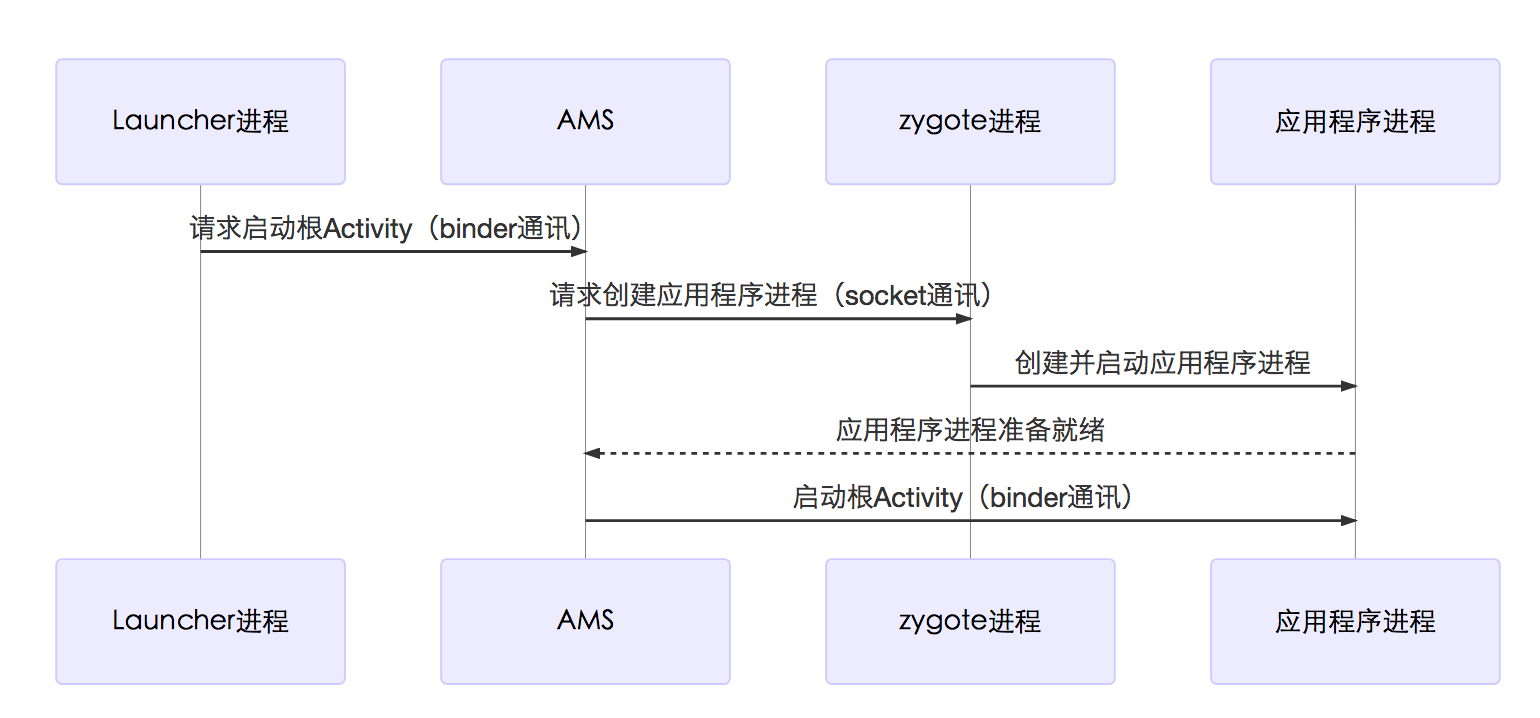 Launcher进程
AMS
zygote进程
应用程序进程
请求启动根Activity（binder通讯）
请求创建应用程序进程（socket通讯）
创建并启动应用程序进程
应用程序进程准备就绪
启动根Activity（binder通讯）
Launcher进程
AMS
zygote进程
应用程序进程